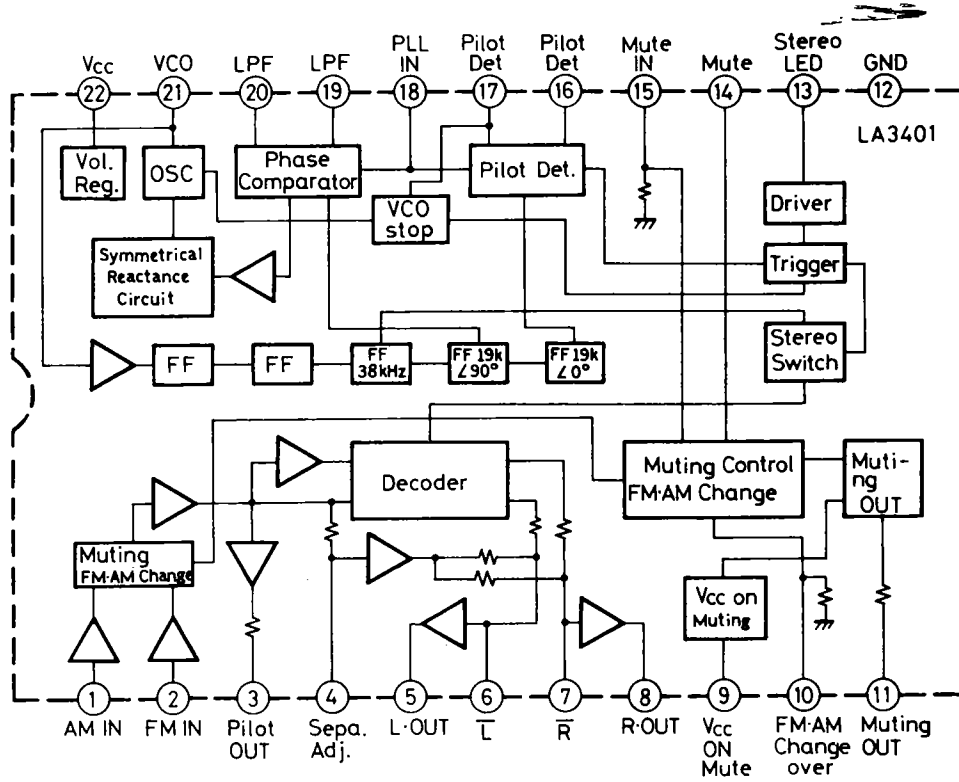 PLL Pilot Pilot Mute Stereo
Vcc VCO LPF LPF IN Det Det IN Mute LED GND
22 21 20 19 18 17 16 15 14 13 12
LA3401
Vol.
Reg.
OSC
Phase
Comparator
Pilot Det.
VCO
stop
Driver
Symmetrical
Reactance
Circuit
Trigger
FF
FF
FF
38kHz
FF 19k
∠90°
FF 19k
∠0°
Stereo
Switch
Decoder
Muting Control
FM·AM Change
Muti-
ng
OUT
Muting
FM·AM Change
Vcc on
Muting
1 2 3 4 5 6 7 8 9 10 11
AM IN
FM IN
Pilot
OUT
Sepa.
Adj.
L·OUT
L̅
R̅
R·OUT
Vcc
ON
Mute
FM·AM
Change
over
Muting
OUT